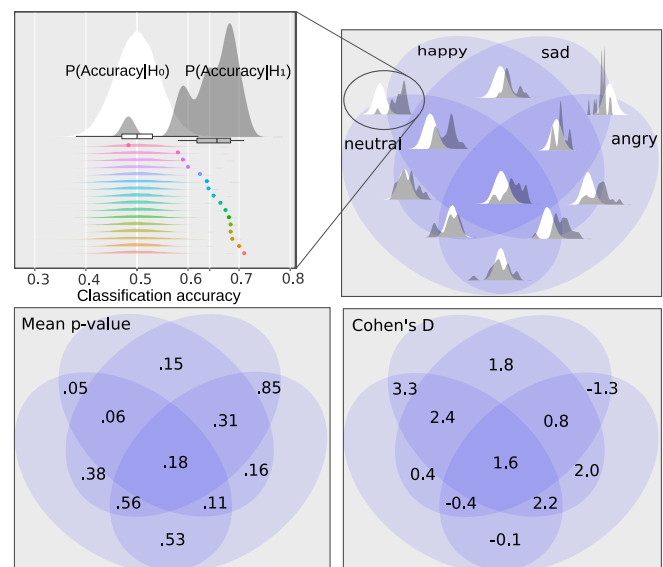 P(Accuracy|H₀) P(Accuracy|H₁)
0.3 0.4 0.5 0.6 0.7 0.8
Classification accuracy
happy sad
neutral angry
Mean p-value
.15
.05 .85
.06 .31
.18
.38 .16
.56 .11
.53
Cohen's D
1.8
3.3 -1.3
2.4 0.8
1.6
0.4 2.0
-0.4 2.2
-0.1